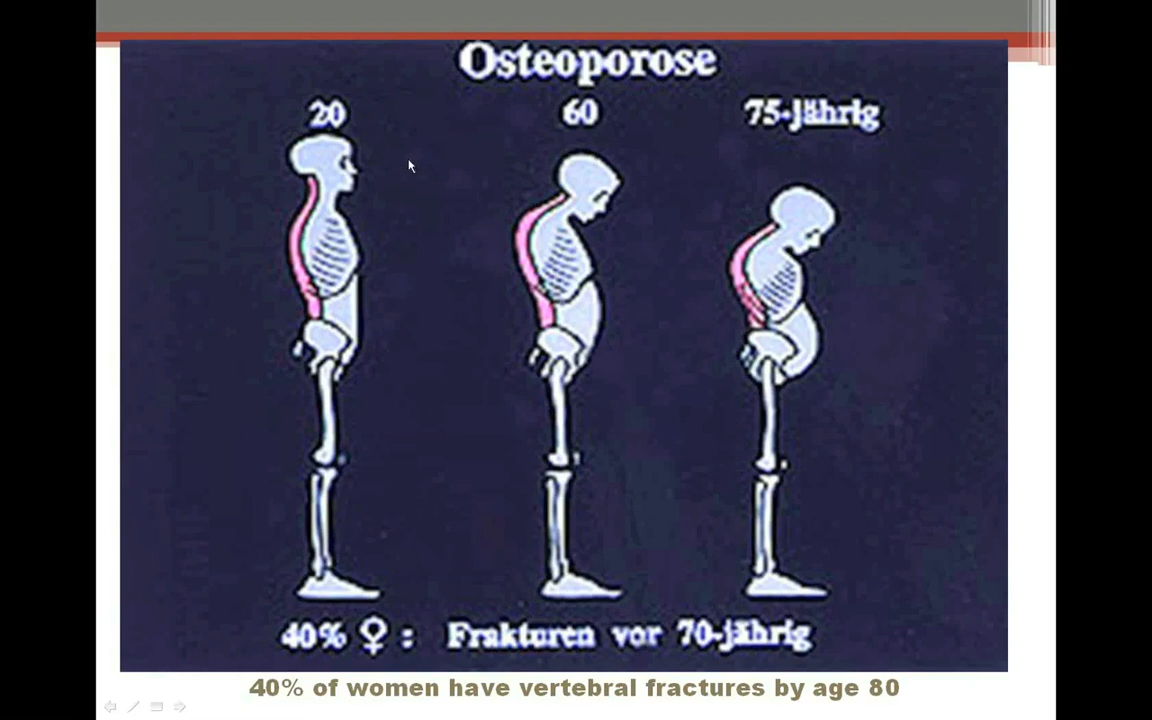 Osteoporose
20 60 75-jährig
40% ♀ : Frakturen vor 70-jährig
40% of women have vertebral fractures by age 80